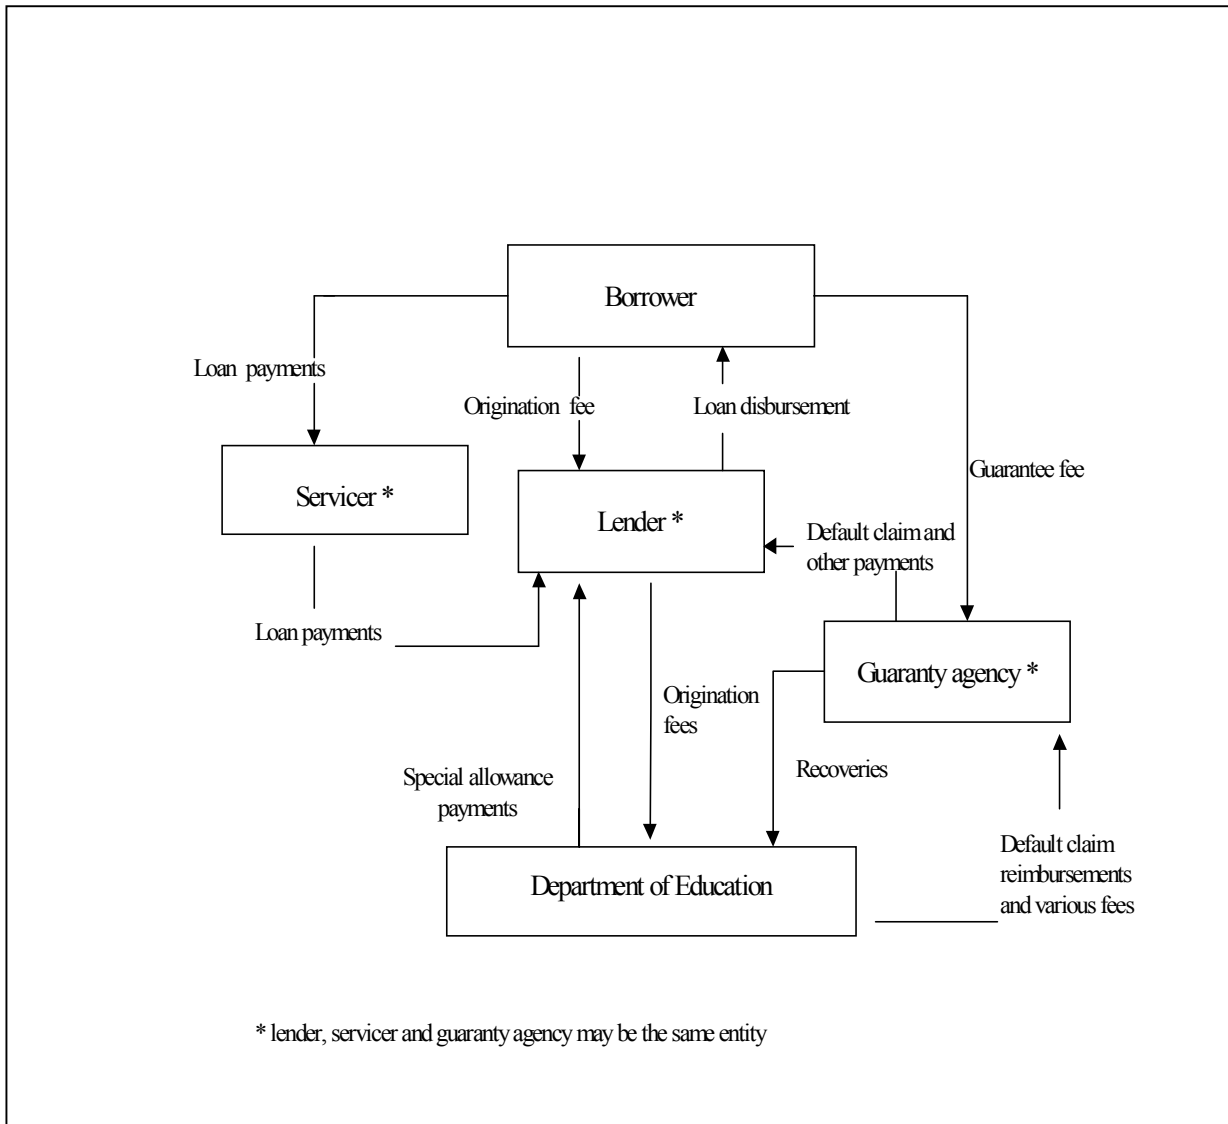 Borrower
Loan payments
Origination fee
Loan disbursement
Guarantee fee
Servicer *
Lender *
Default claim and
other payments
Loan payments
Guaranty agency *
Origination
fees
Recoveries
Special allowance
payments
Default claim
reimbursements
and various fees
Department of Education
* lender, servicer and guaranty agency may be the same entity